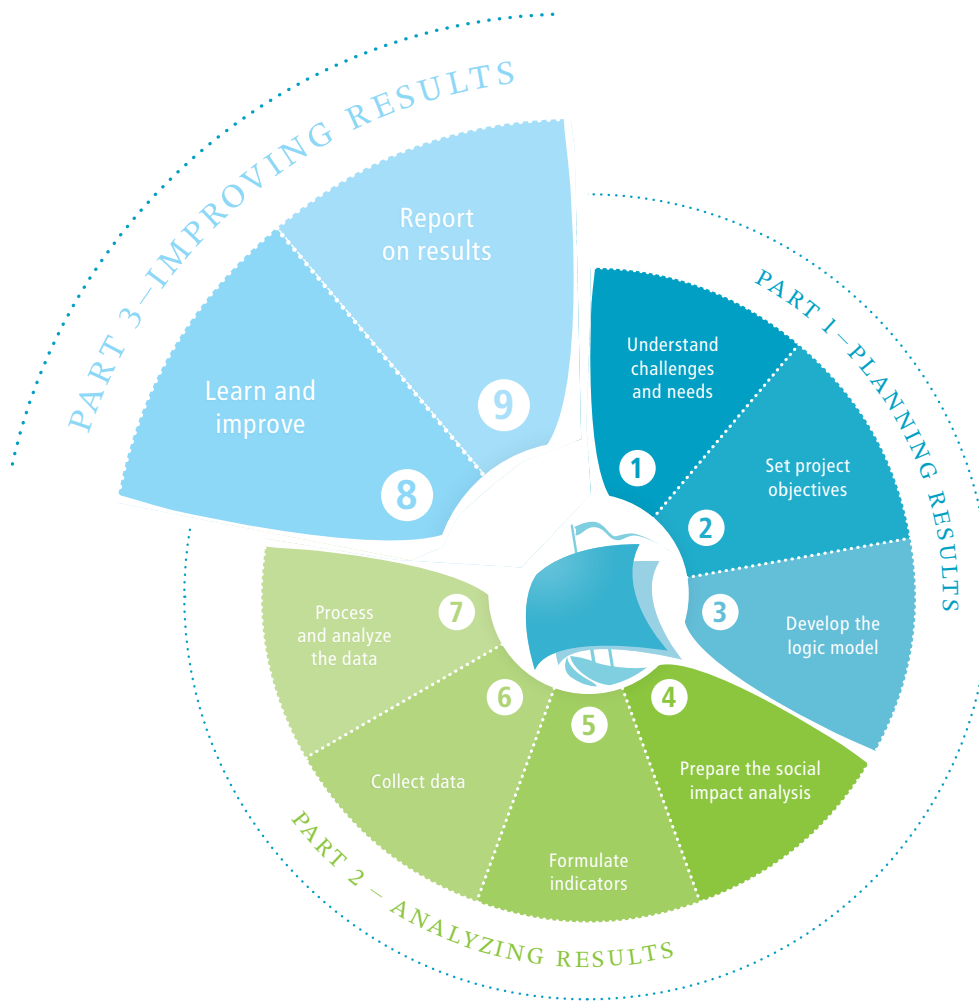 PART 1 – PLANNING RESULTS
Understand
challenges
and needs
1
Set project
objectives
2
Develop the
logic model
3
PART 2 – ANALYZING RESULTS
Prepare the social
impact analysis
4
Formulate
indicators
5
Collect data
6
Process
and analyze
the data
7
PART 3 – IMPROVING RESULTS
Learn and
improve
8
Report
on results
9